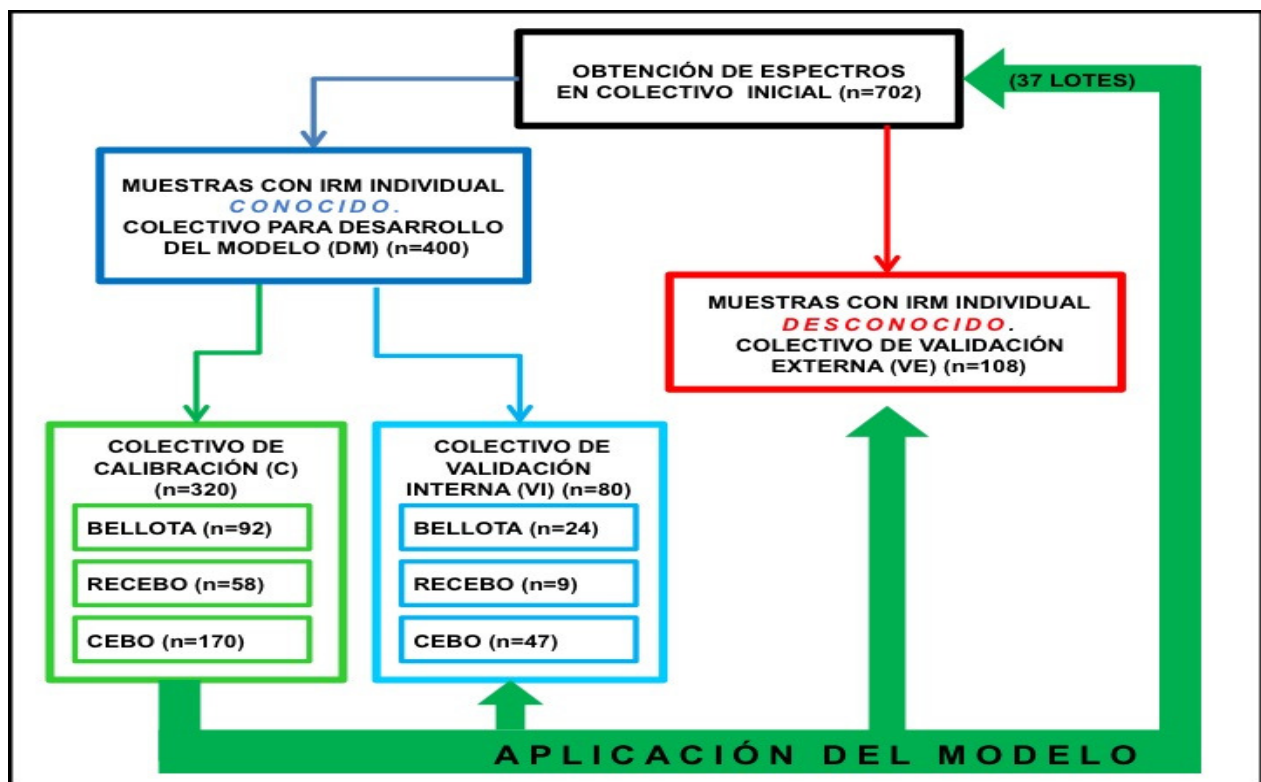 OBTENCIÓN DE ESPECTROS
EN COLECTIVO INICIAL (n=702)
(37 LOTES)
MUESTRAS CON IRM INDIVIDUAL
CONOCIDO.
COLECTIVO PARA DESARROLLO
DEL MODELO (DM) (n=400)
MUESTRAS CON IRM INDIVIDUAL
DESCONOCIDO.
COLECTIVO DE VALIDACIÓN
EXTERNA (VE) (n=108)
COLECTIVO DE
CALIBRACIÓN (C)
(n=320)
BELLOTA (n=92)
RECEBO (n=58)
CEBO (n=170)
COLECTIVO DE
VALIDACIÓN
INTERNA (VI) (n=80)
BELLOTA (n=24)
RECEBO (n=9)
CEBO (n=47)
APLICACIÓN DEL MODELO